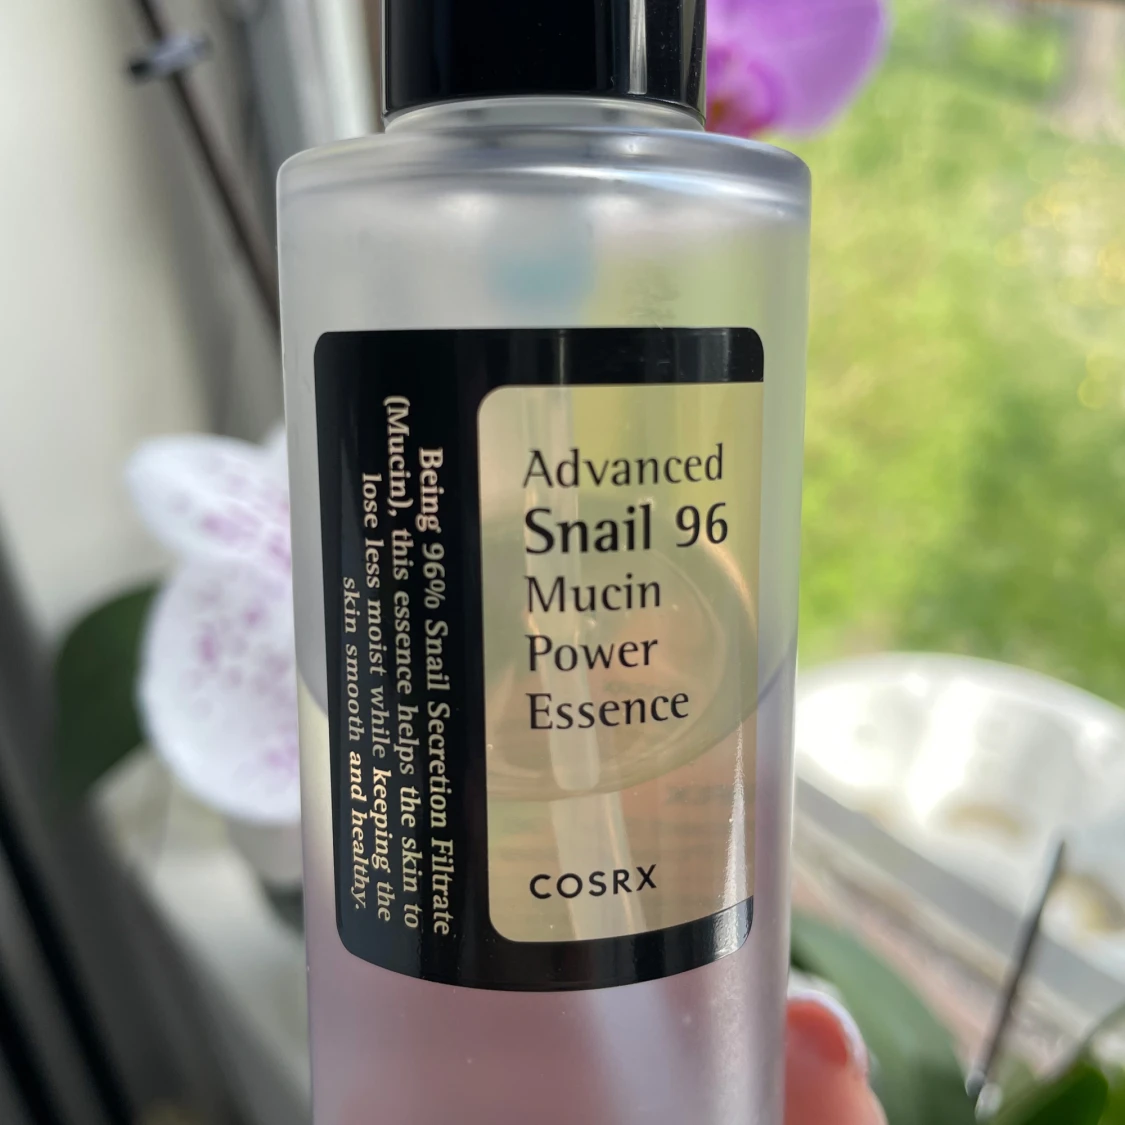 Advanced
Snail 96
Mucin
Power
Essence
COSRX
Being 96% Snail Secretion Filtrate
(Mucin), this essence helps the skin to
lose less moist while keeping the
skin smooth and healthy.